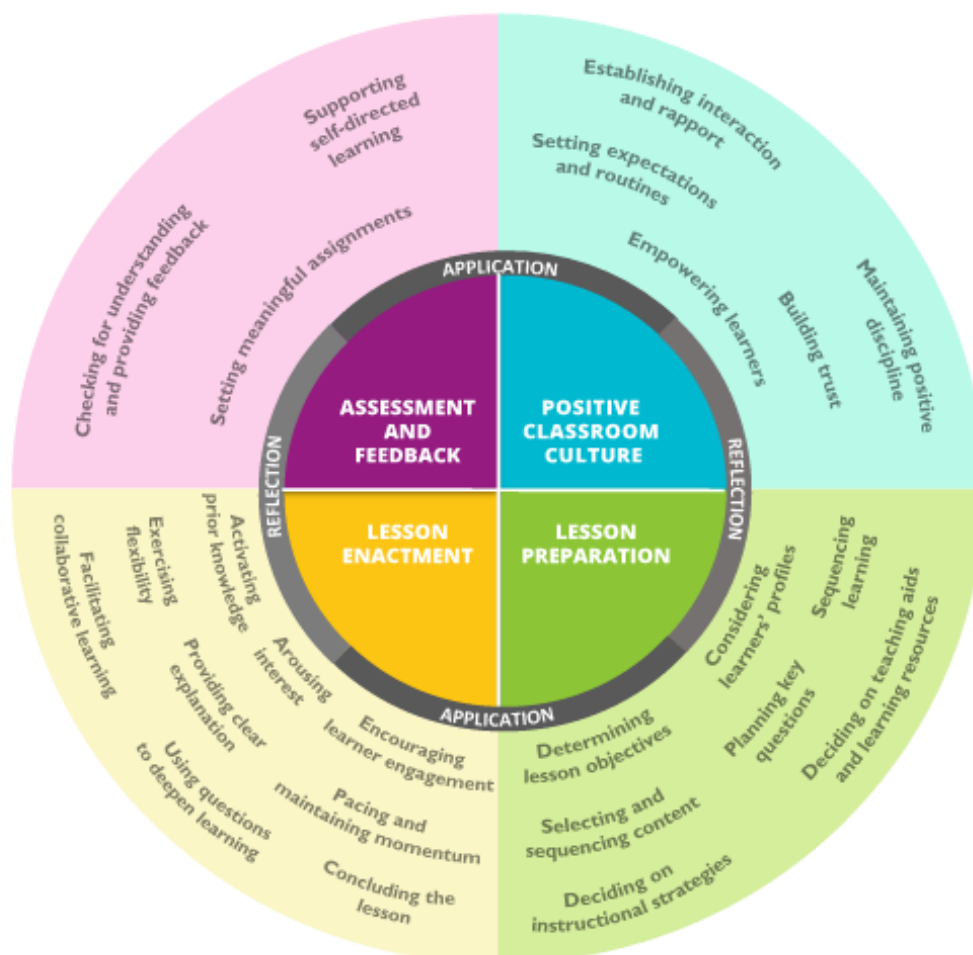 Supporting
self-directed
learning
Setting meaningful assignments
Checking for understanding
and providing feedback
Establishing interaction
and rapport
Setting expectations
and routines
Empowering learners
Building trust
Maintaining positive
discipline
APPLICATION
REFLECTION
REFLECTION
APPLICATION
ASSESSMENT
AND
FEEDBACK
POSITIVE
CLASSROOM
CULTURE
LESSON
ENACTMENT
LESSON
PREPARATION
Activating
prior knowledge
Exercising
flexibility
Facilitating
collaborative learning
Arousing
interest
Providing clear
explanation
Using questions
to deepen learning
Encouraging
learner engagement
Pacing and
maintaining momentum
Concluding the
lesson
Considering
learners' profiles
Sequencing
learning
Determining
lesson objectives
Planning key
questions
Deciding on teaching aids
and learning resources
Selecting and
sequencing content
Deciding on
instructional strategies